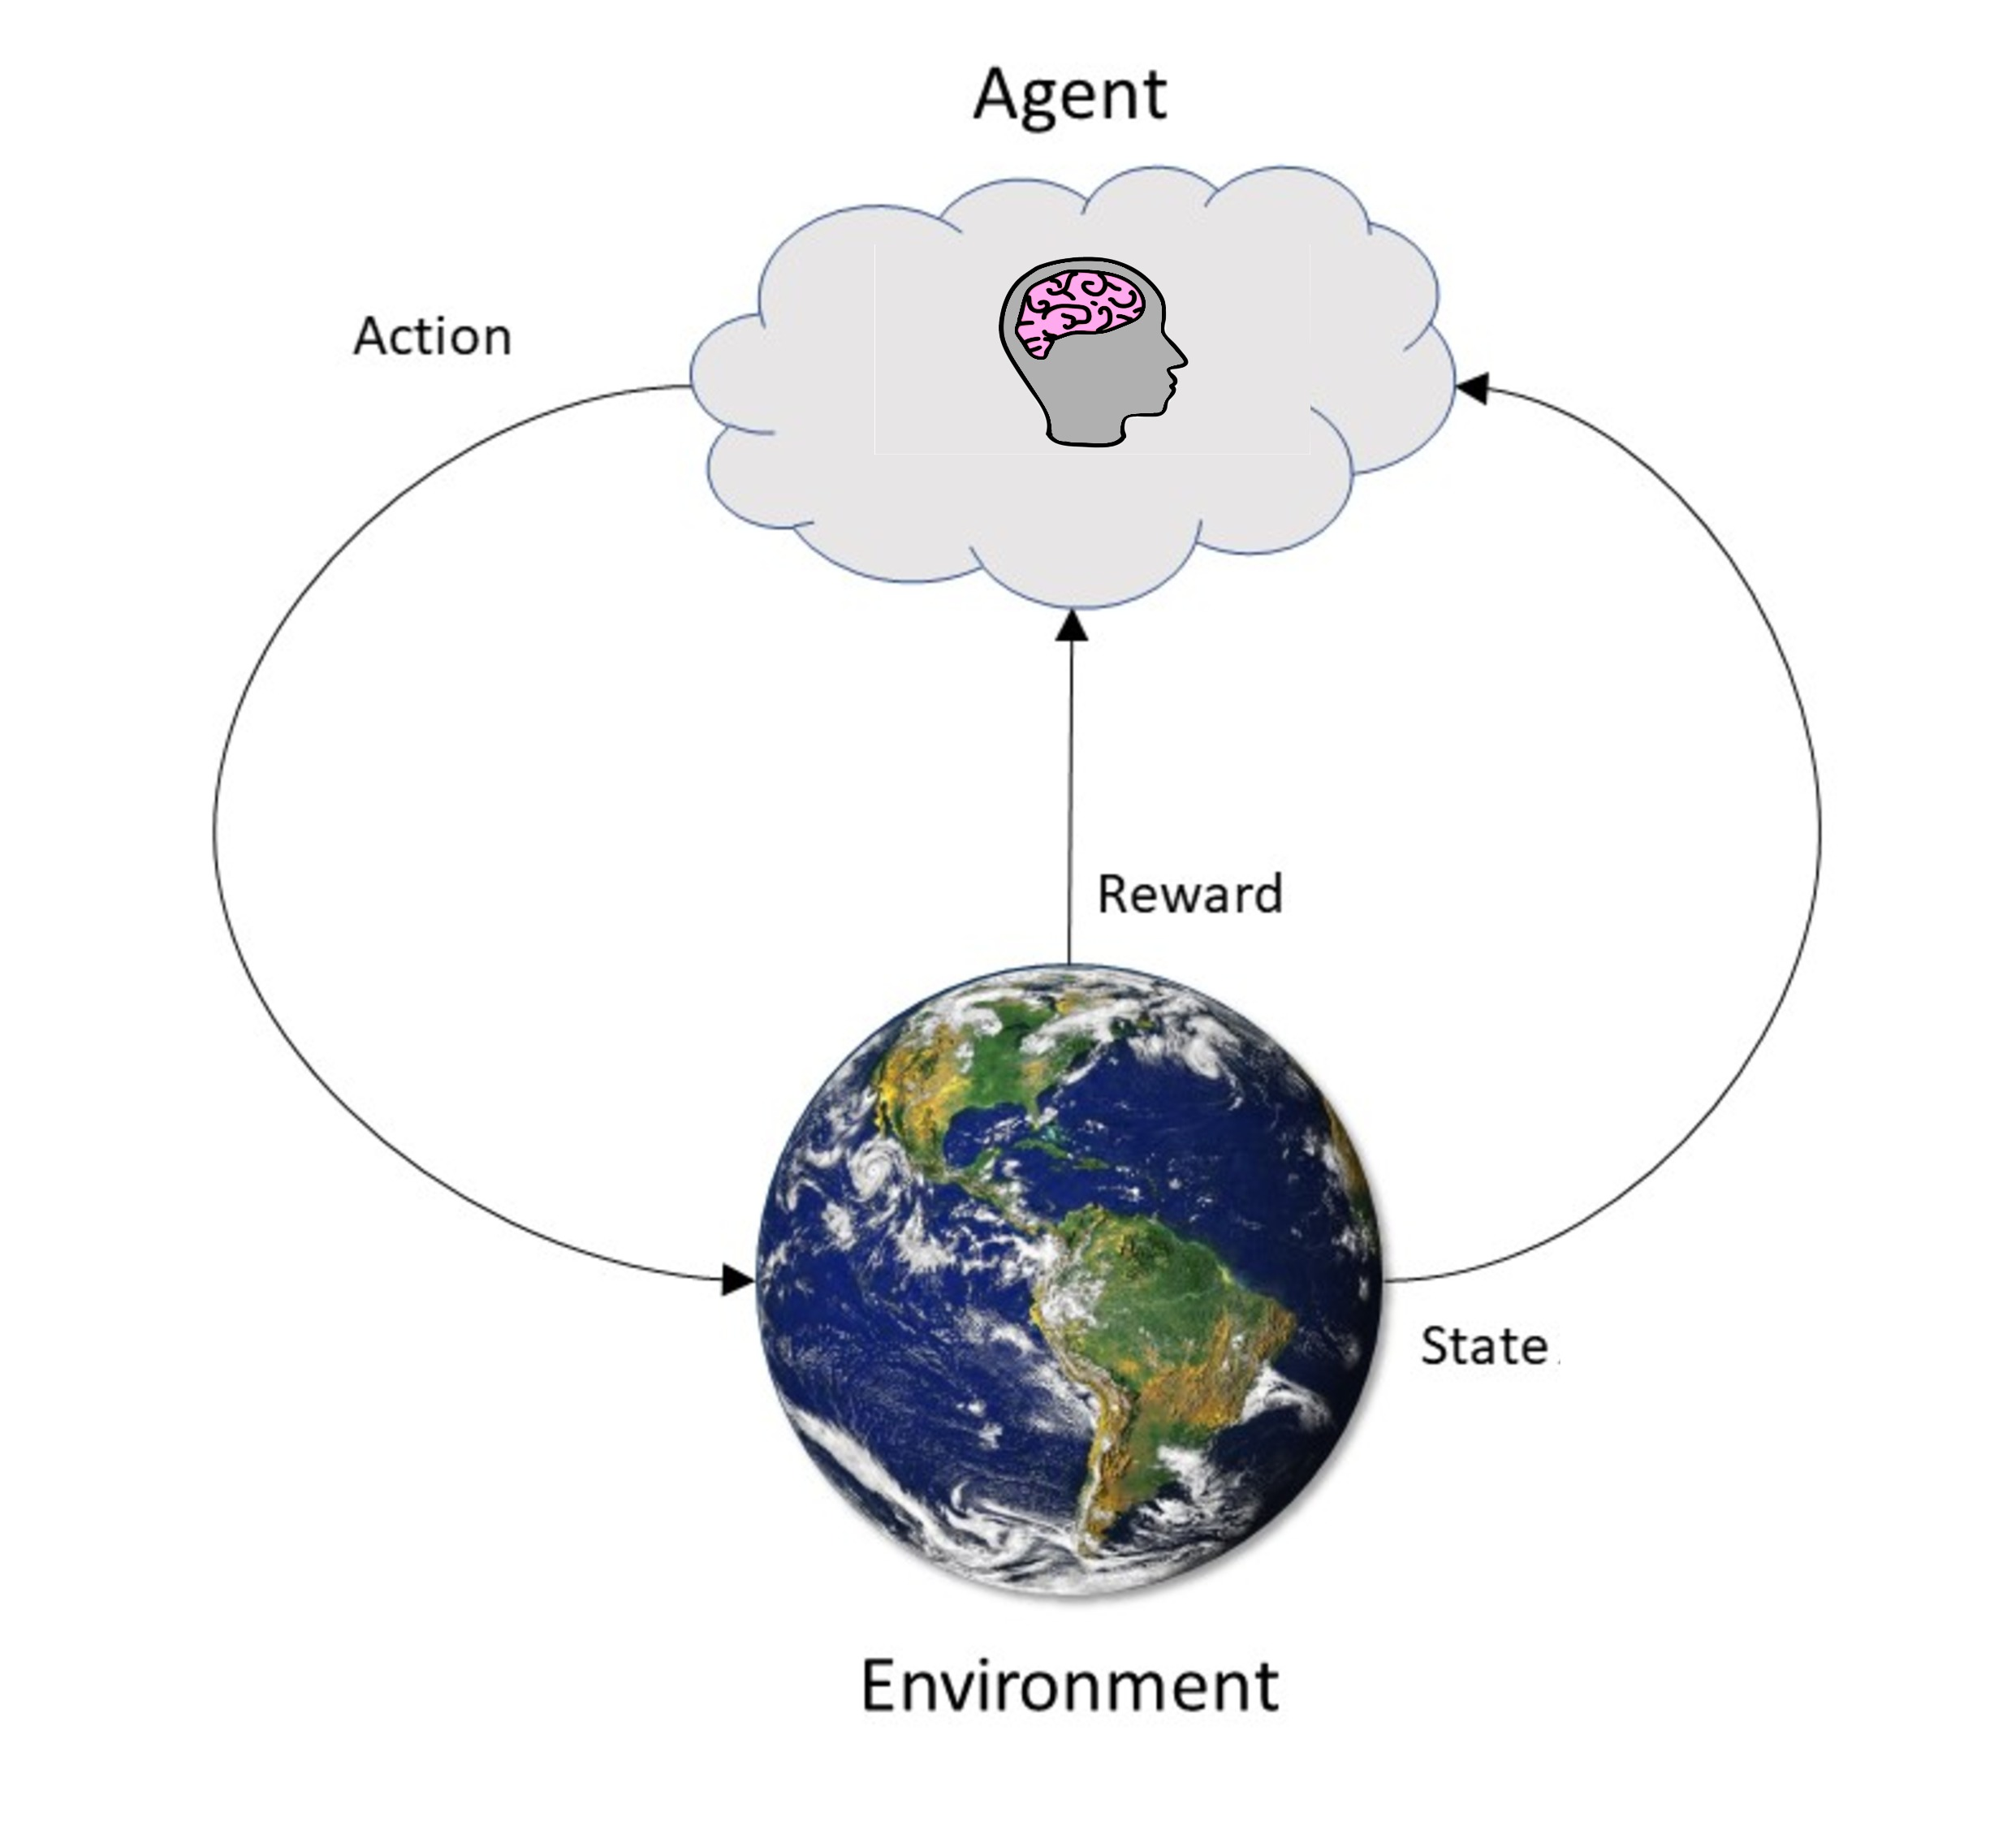 Agent
Action
Reward
State
Environment